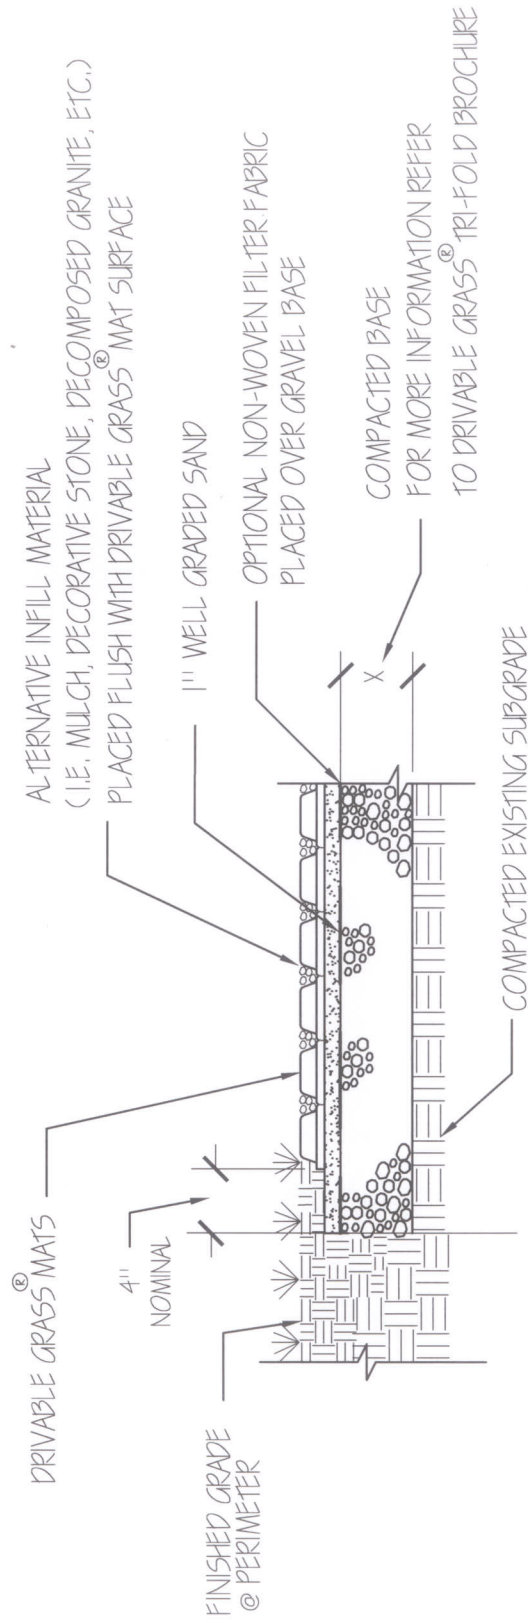 DRIVABLE GRASS® MATS
ALTERNATIVE INFILL MATERIAL
(I.E. MULCH, DECORATIVE STONE, DECOMPOSED GRANITE, ETC.)
PLACED FLUSH WITH DRIVABLE GRASS® MAT SURFACE
1" WELL GRADED SAND
OPTIONAL NON-WOVEN FILTER FABRIC
PLACED OVER GRAVEL BASE
4"
NOMINAL
FINISHED GRADE
@ PERIMETER
X
COMPACTED BASE
FOR MORE INFORMATION REFER
TO DRIVABLE GRASS® TRI-FOLD BROCHURE
COMPACTED EXISTING SUBGRADE